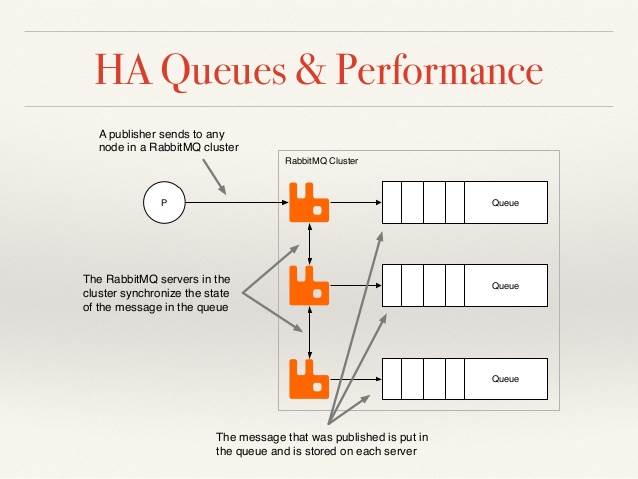 HA Queues & Performance
A publisher sends to any
node in a RabbitMQ cluster
RabbitMQ Cluster
P
Queue
The RabbitMQ servers in the
cluster synchronize the state
of the message in the queue
Queue
Queue
The message that was published is put in
the queue and is stored on each server